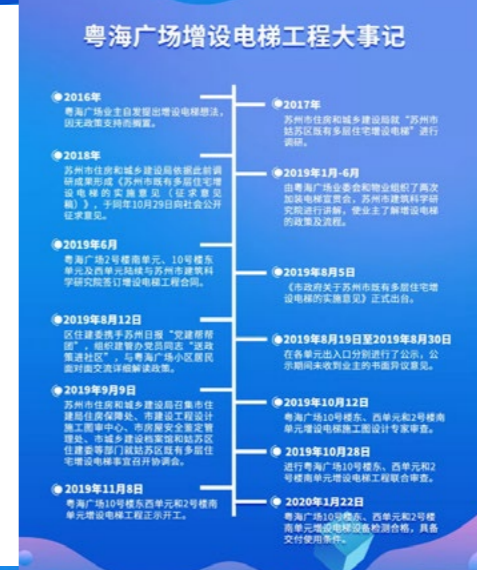 粤海广场增设电梯工程大事记
2016年
粤海广场业主自发提出增设电梯想法，
因无政策支持而搁置。
2017年
苏州市住房和城乡建设局就“苏州市
姑苏区既有多层住宅增设电梯”进行
调研。
2018年
苏州市住房和城乡建设局依据此前调
研成果形成《苏州市既有多层住宅增
设电梯的实施意见（征求意见
稿）》，于同年10月29日向社会公开
征求意见。
2019年1月-6月
由粤海广场业委会和物业组织了两次
加装电梯宣贯会，苏州市建筑科学研
究院进行讲解，使业主了解增设电梯
的政策及流程。
2019年6月
粤海广场2号楼南单元、10号楼东
单元及西单元陆续与苏州市建筑科
学研究院签订增设电梯工程合同。
2019年8月5日
《市政府关于苏州市既有多层住宅增
设电梯的实施意见》正式出台。
2019年8月12日
区住建委携手苏州日报“党建帮帮
团”，组织建管办党员同志“送政
策进社区”，与粤海广场小区居民
面对面交流详细解读政策。
2019年8月19日至2019年8月30日
在各单元出入口分别进行了公示，公
示期间未收到业主的书面异议意见。
2019年9月9日
苏州市住房和城乡建设局召集市住
建局住房保障处、市建设工程设计
施工图审中心、市房屋安全鉴定管
理处、市城乡建设档案馆和姑苏区
住建委等部门就姑苏区既有多层住
宅增设电梯事宜召开协调会。
2019年10月12日
粤海广场10号楼东、西单元和2号楼南
单元增设电梯施工图设计专家审查。
2019年10月28日
进行粤海广场10号楼东、西单元和2
号楼南单元增设电梯工程联合审查。
2019年11月8日
粤海广场10号楼东西单元和2号楼南
单元增设电梯工程正示开工。
2020年1月22日
粤海广场10号楼东、西单元和2号楼
南单元增设电梯设备检测合格，具备
交付使用条件。